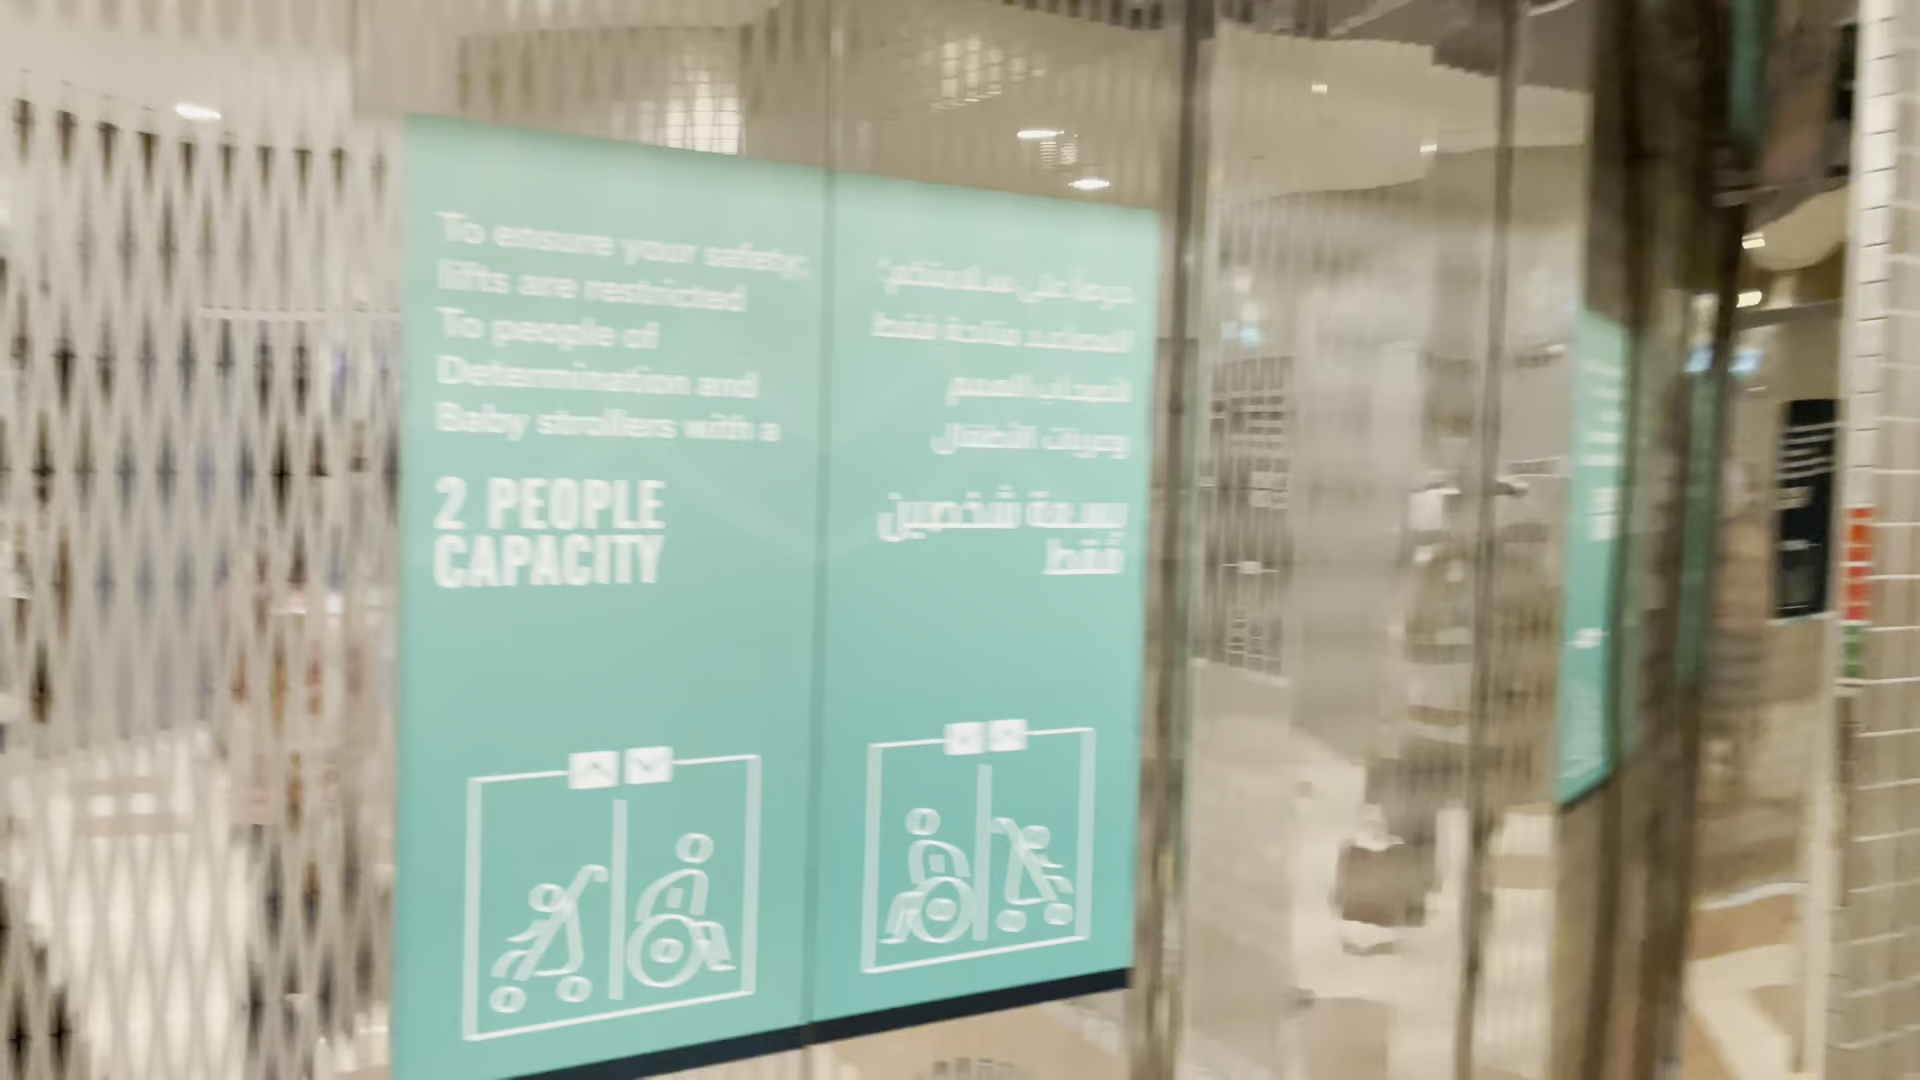 To ensure your safety;
lifts are restricted
To people of
Determination and
Baby strollers with a
2 PEOPLE
CAPACITY
حرصاً على سلامتكم؛
المصاعد متاحة فقط
لأصحاب الهمم
وعربات الأطفال
بسعة شخصين
فقط